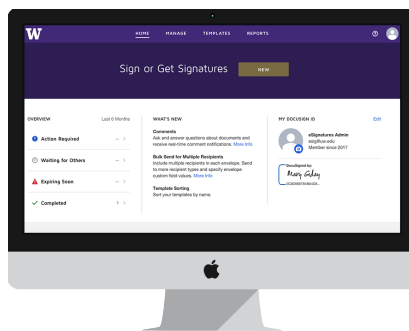 W
HOME MANAGE TEMPLATES REPORTS
Sign or Get Signatures NEW
OVERVIEW Last 6 Months
Action Required
Waiting for Others
Expiring Soon
Completed
WHAT'S NEW
Comments
Ask and answer questions about documents and
receive real-time comment notifications. More Info
Bulk Send for Multiple Recipients
Include multiple recipients in each envelope. Send
to more recipient types and specify envelope
custom field values. More Info
Template Sorting
Sort your templates by name.
MY DOCUSIGN ID Edit
eSignatures Admin
esig@uw.edu
Member since 2017
DocuSigned by: